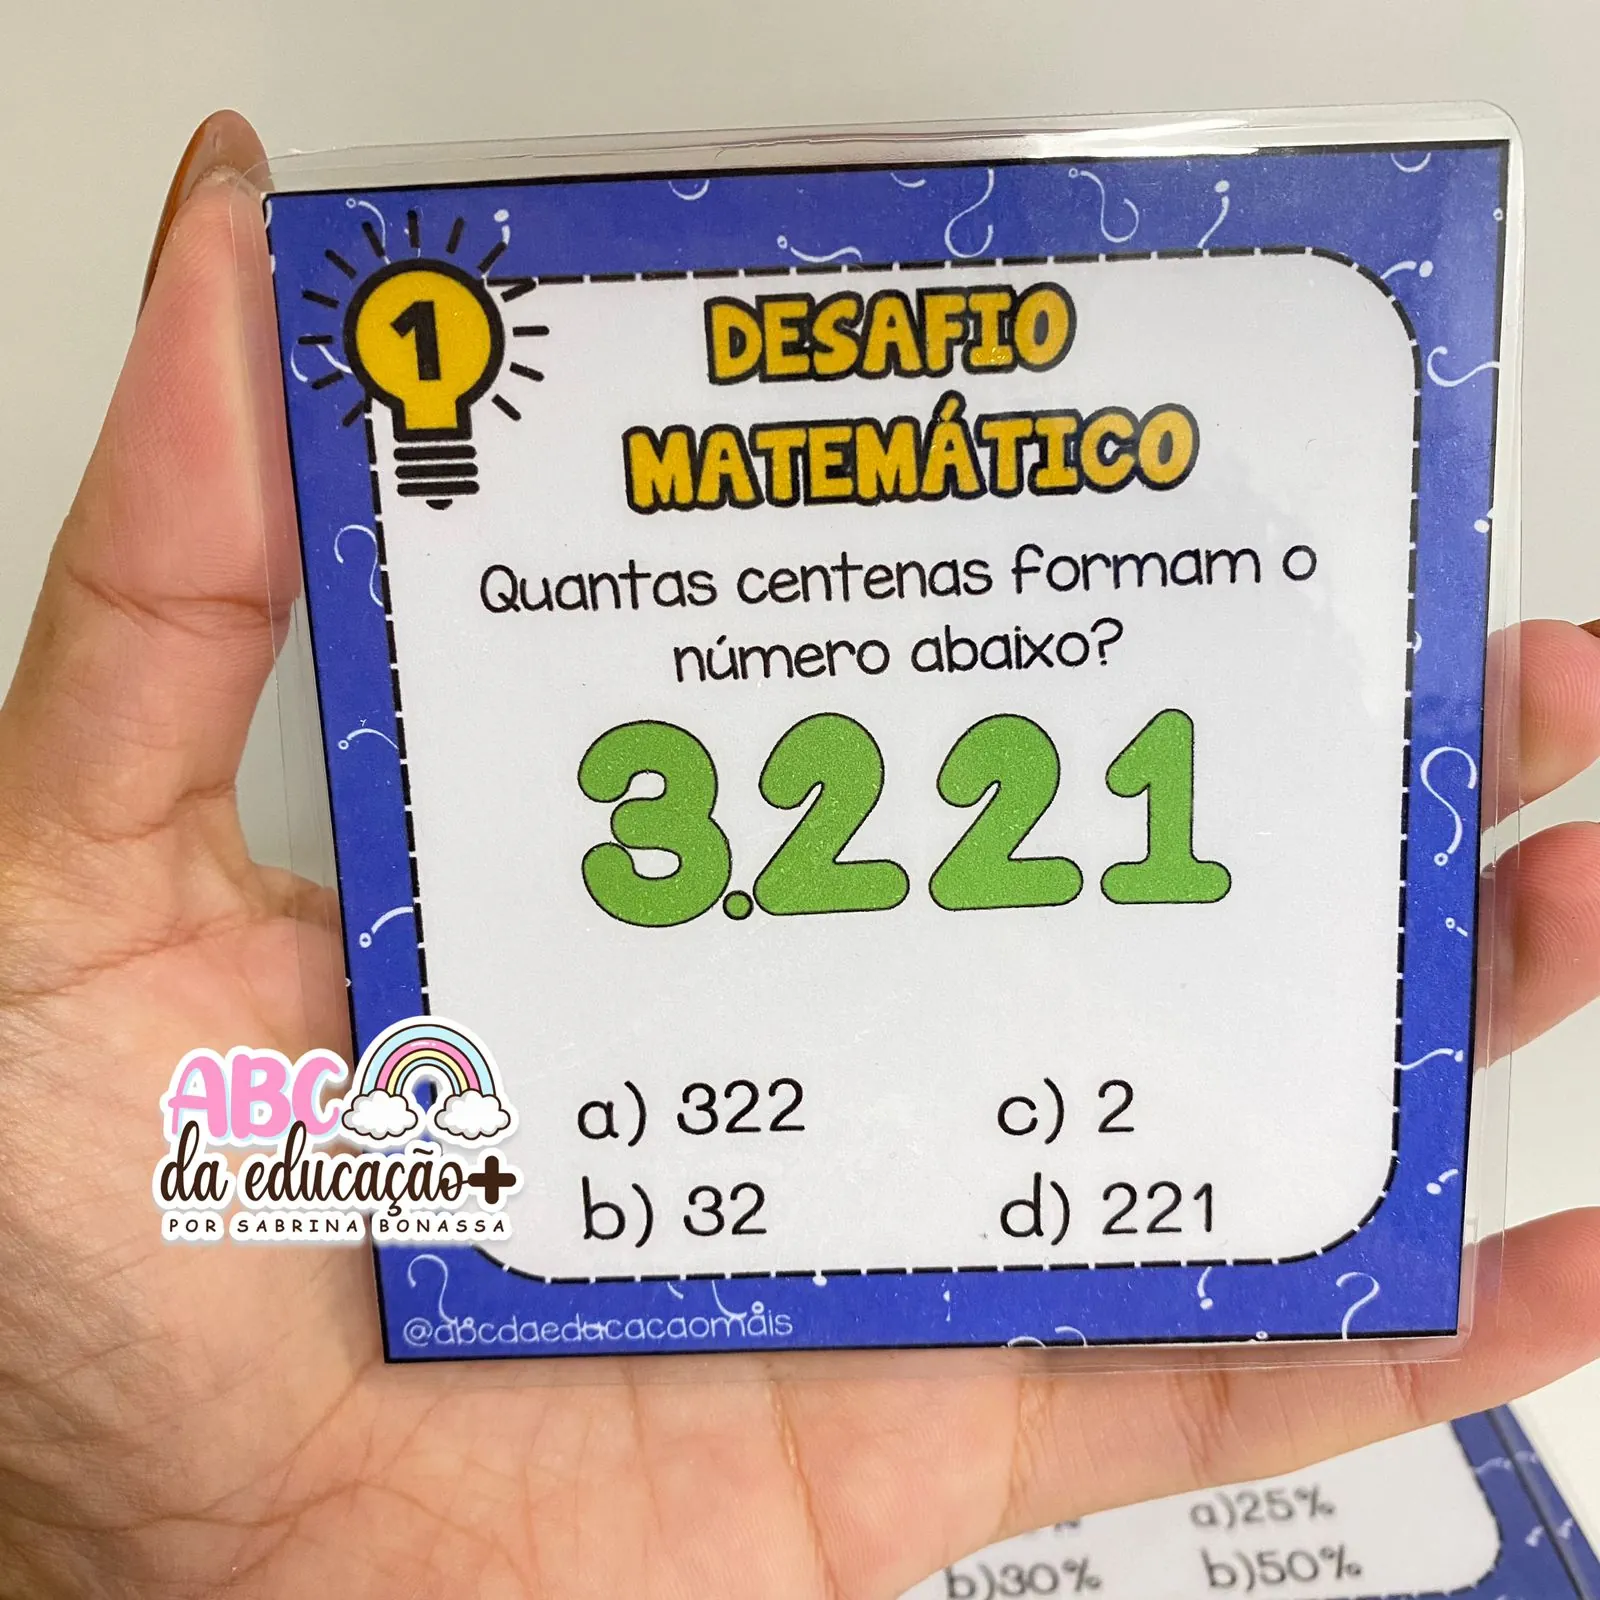 1
DESAFIO
MATEMÁTICO
Quantas centenas formam o
número abaixo?
3.221
a) 322
c) 2
b) 32
d) 221
ABC
da educação+
POR SABRINA BONASSA
@abcdaeducacaomais
a)25%
b)30%
b)50%